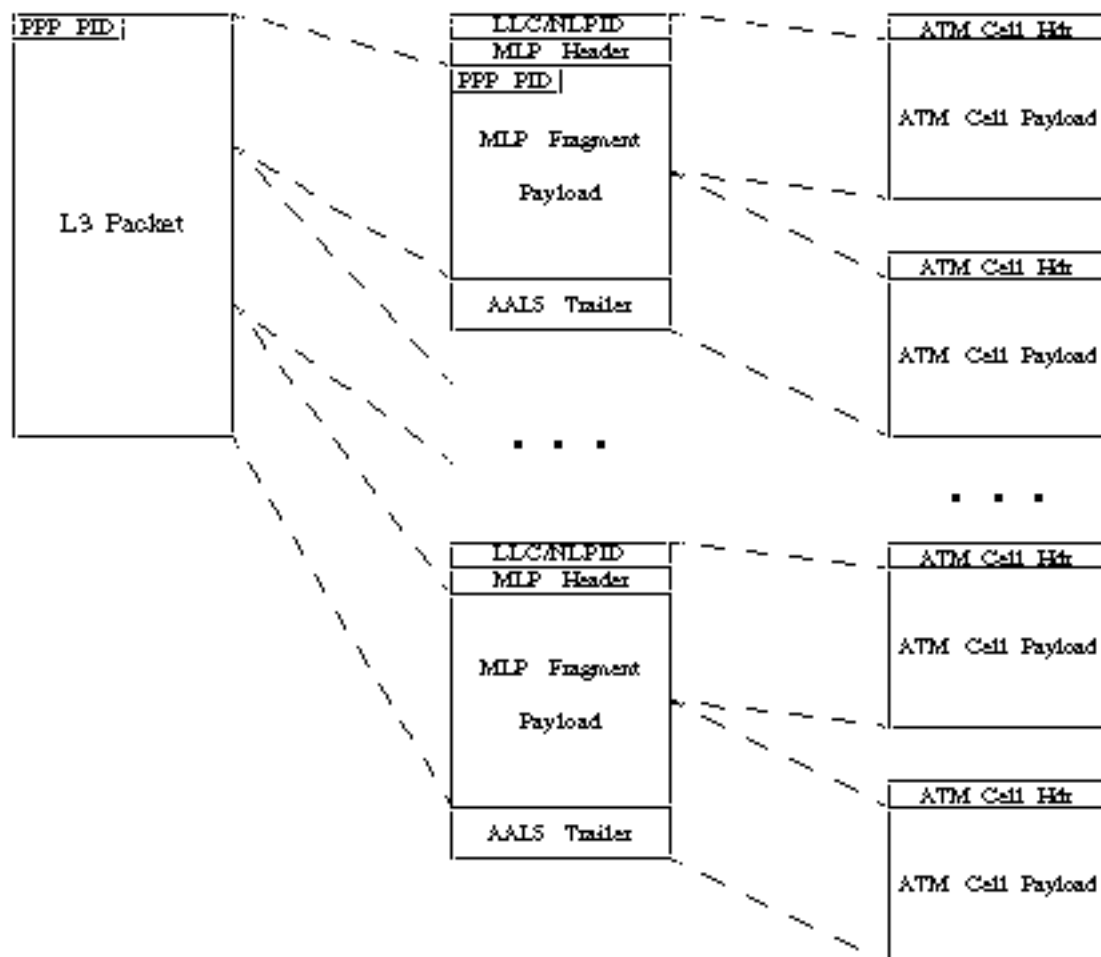 PPP PID
L3 Packet
LLC/NLPID
MLP Header
PPP PID
MLP Fragment
Payload
AAL5 Trailer
. . .
LLC/NLPID
MLP Header
MLP Fragment
Payload
AAL5 Trailer
ATM Cell Hdr
ATM Cell Payload
ATM Cell Hdr
ATM Cell Payload
. . .
ATM Cell Hdr
ATM Cell Payload
ATM Cell Hdr
ATM Cell Payload